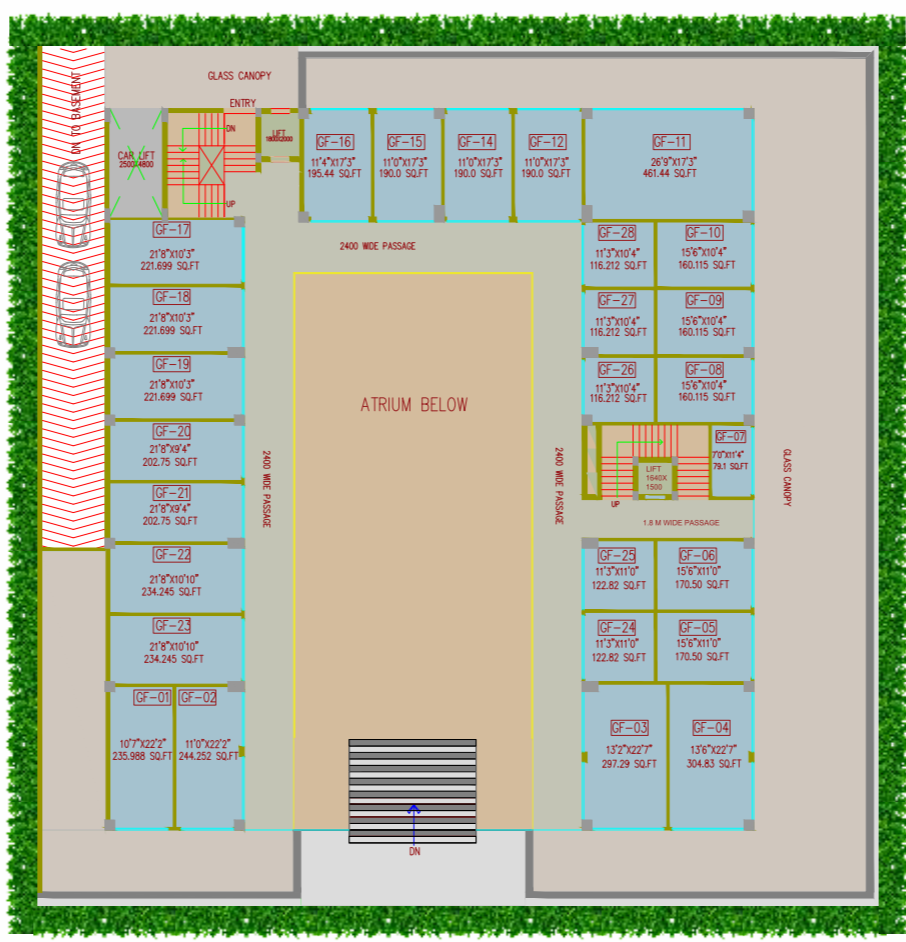 DN TO BASEMENT
GLASS CANOPY
ENTRY
DN
UP
CAR LIFT
2500X4800
LIFT
1800X2000
GF-16
11'4"X17'3"
195.44 SQ.FT
GF-15
11'0"X17'3"
190.0 SQ.FT
GF-14
11'0"X17'3"
190.0 SQ.FT
GF-12
11'0"X17'3"
190.0 SQ.FT
GF-11
26'9"X17'3"
461.44 SQ.FT
2400 WIDE PASSAGE
GF-17
21'8"X10'3"
221.699 SQ.FT
GF-28
11'3"X10'4"
116.212 SQ.FT
GF-10
15'6"X10'4"
160.115 SQ.FT
GF-18
21'8"X10'3"
221.699 SQ.FT
GF-27
11'3"X10'4"
116.212 SQ.FT
GF-09
15'6"X10'4"
160.115 SQ.FT
GF-19
21'8"X10'3"
221.699 SQ.FT
GF-26
11'3"X10'4"
116.212 SQ.FT
GF-08
15'6"X10'4"
160.115 SQ.FT
ATRIUM BELOW
GF-20
21'8"X9'4"
202.75 SQ.FT
GF-07
7'0"X11'4"
79.1 SQ.FT
LIFT
1640X
1500
UP
2400 WIDE PASSAGE
2400 WIDE PASSAGE
GLASS CANOPY
GF-21
21'8"X9'4"
202.75 SQ.FT
1.8 M WIDE PASSAGE
GF-22
21'8"X10'10"
234.245 SQ.FT
GF-25
11'3"X11'0"
122.82 SQ.FT
GF-06
15'6"X11'0"
170.50 SQ.FT
GF-23
21'8"X10'10"
234.245 SQ.FT
GF-24
11'3"X11'0"
122.82 SQ.FT
GF-05
15'6"X11'0"
170.50 SQ.FT
GF-01
10'7"X22'2"
235.988 SQ.FT
GF-02
11'0"X22'2"
244.252 SQ.FT
GF-03
13'2"X22'7"
297.29 SQ.FT
GF-04
13'6"X22'7"
304.83 SQ.FT
DN